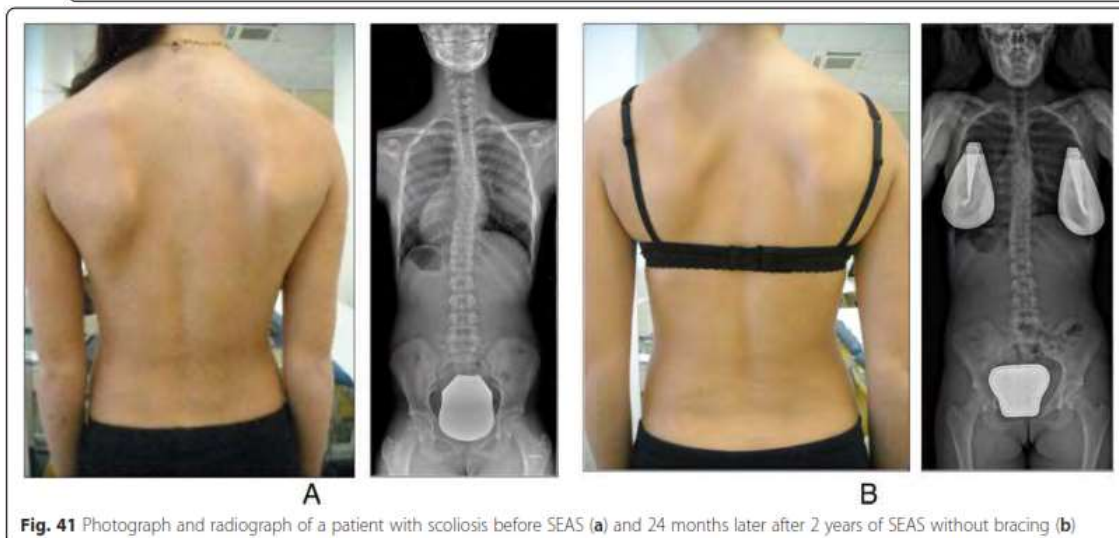 A
B
Fig. 41 Photograph and radiograph of a patient with scoliosis before SEAS (a) and 24 months later after 2 years of SEAS without bracing (b)